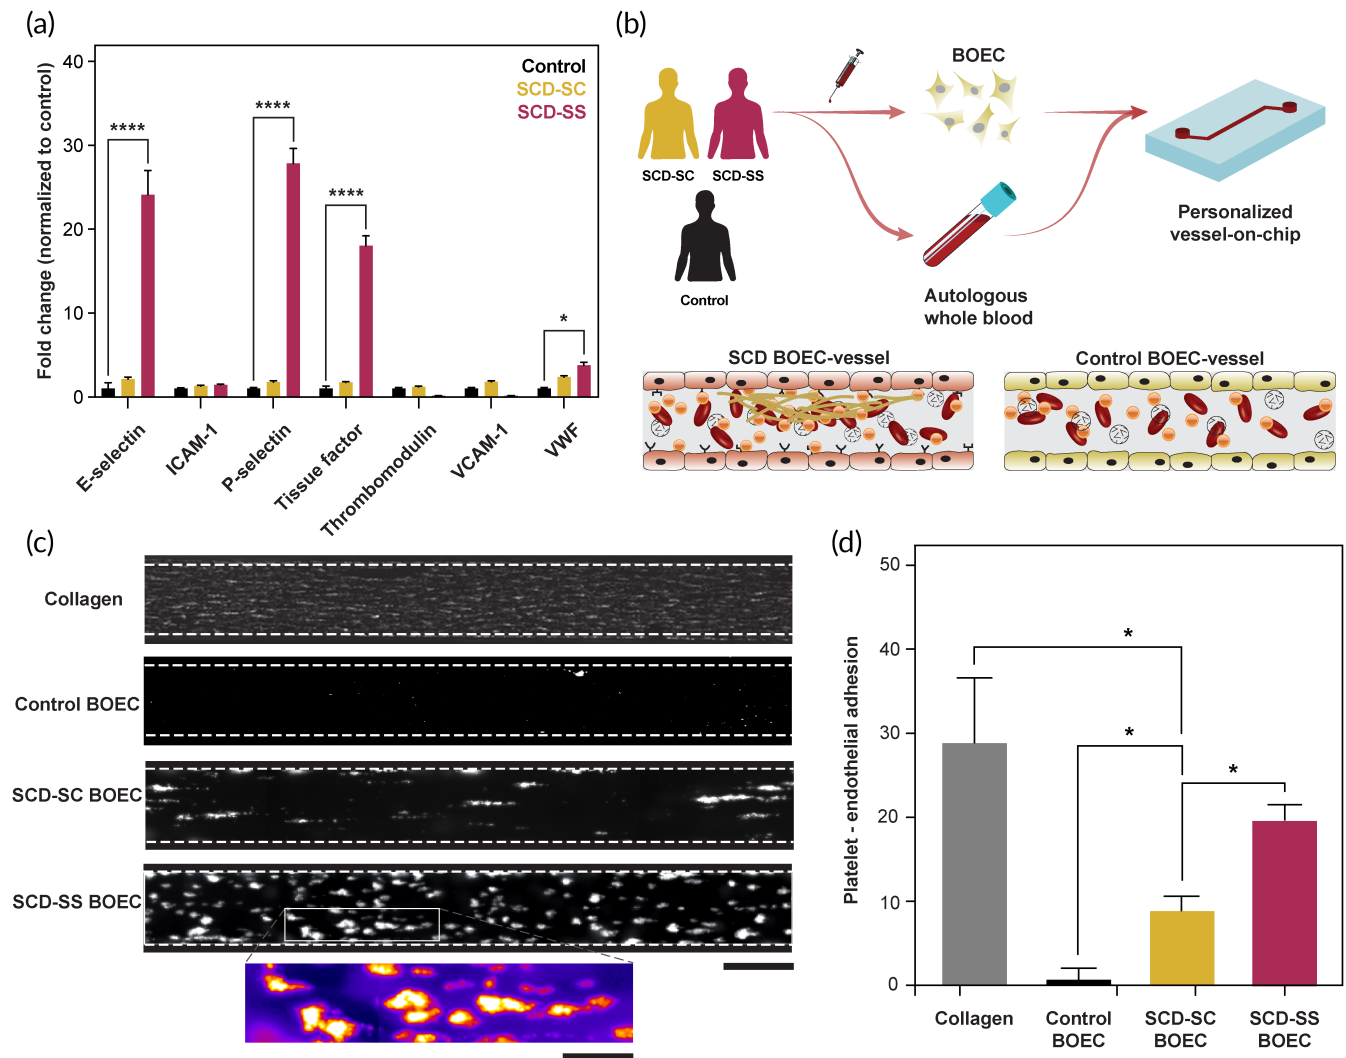 (a)
Fold change (normalized to control)
40
30
20
10
0
Control
SCD-SC
SCD-SS
****
****
****
*
E-selectin
ICAM-1
P-selectin
Tissue factor
Thrombomodulin
VCAM-1
VWF
(b)
BOEC
SCD-SC
SCD-SS
Control
Autologous
whole blood
Personalized
vessel-on-chip
SCD BOEC-vessel
Control BOEC-vessel
(c)
Collagen
Control BOEC
SCD-SC BOEC
SCD-SS BOEC
(d)
Platelet - endothelial adhesion
50
40
30
20
10
0
*
*
*
Collagen
Control
BOEC
SCD-SC
BOEC
SCD-SS
BOEC